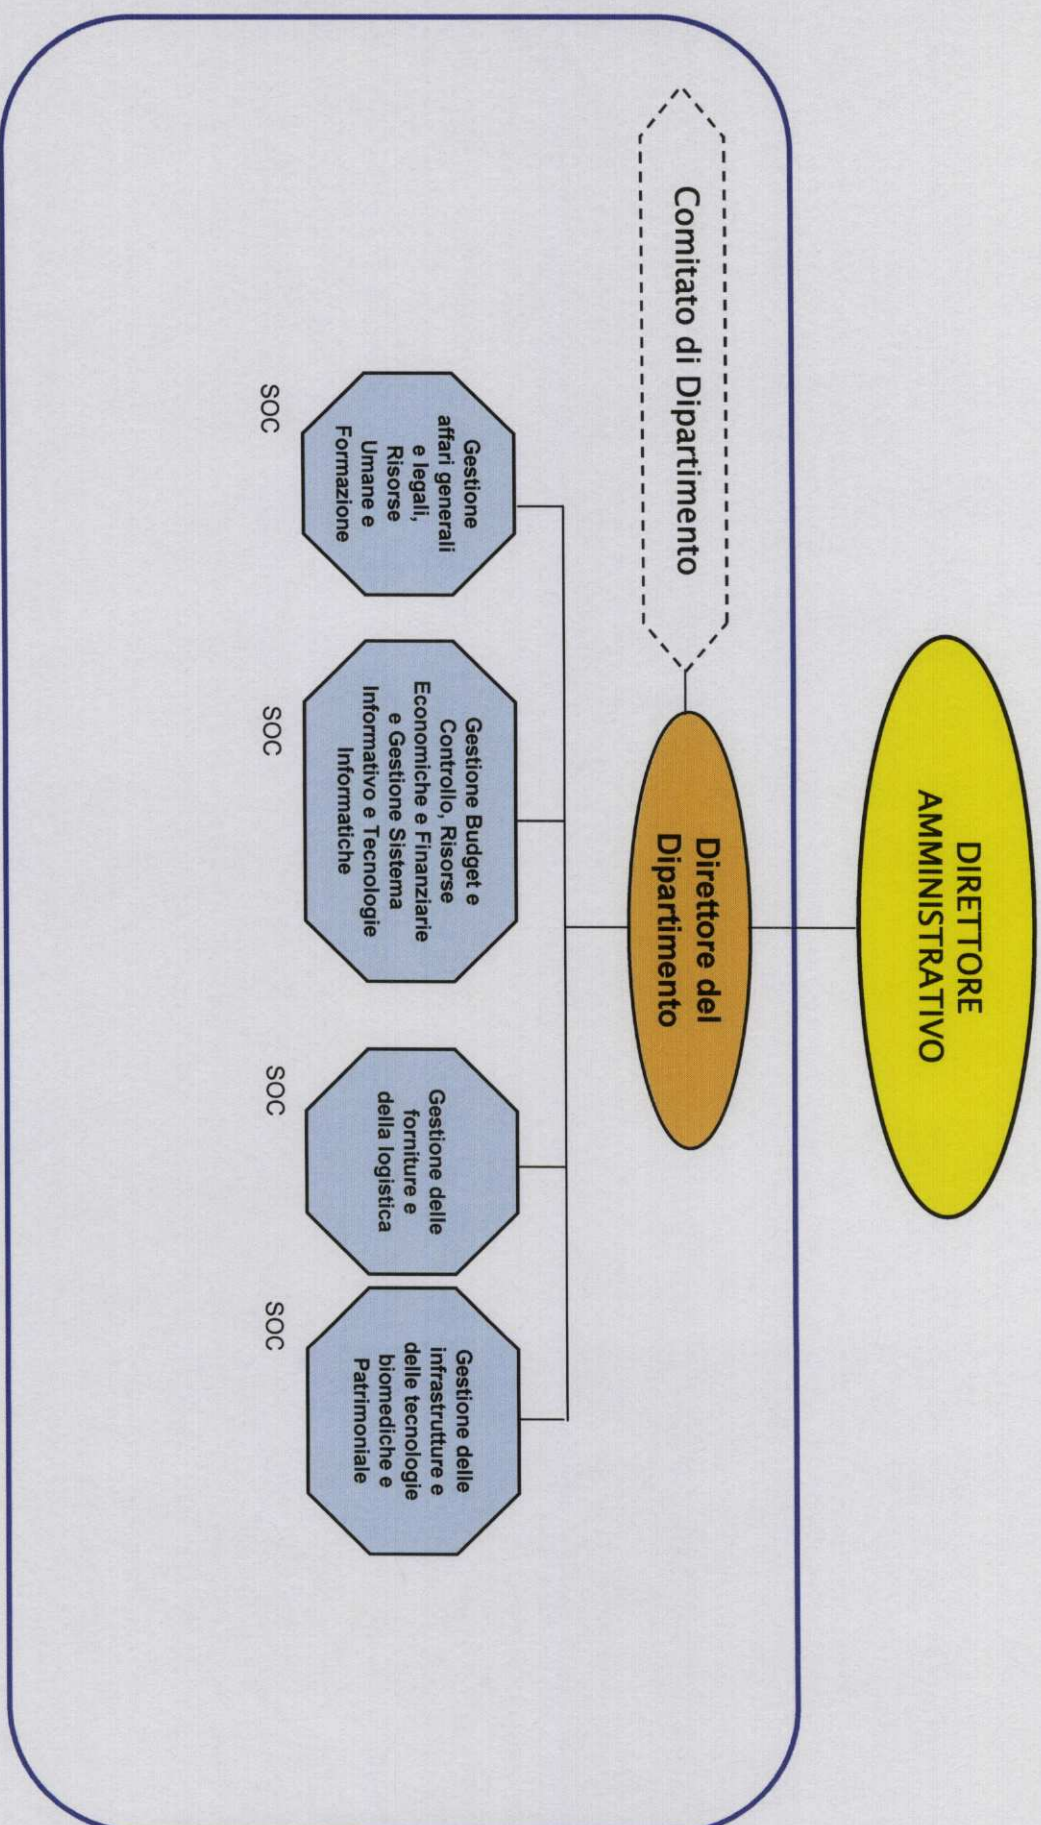 DIRETTORE
AMMINISTRATIVO
Comitato di Dipartimento
Direttore del
Dipartimento
Gestione
affari generali
e legali,
Risorse
Umane e
Formazione
SOC
Gestione Budget e
Controllo, Risorse
Economiche e Finanziarie
e Gestione Sistema
Informativo e Tecnologie
Informatiche
SOC
Gestione delle
forniture e
della logistica
SOC
Gestione delle
infrastrutture e
delle tecnologie
biomediche e
Patrimoniale
SOC